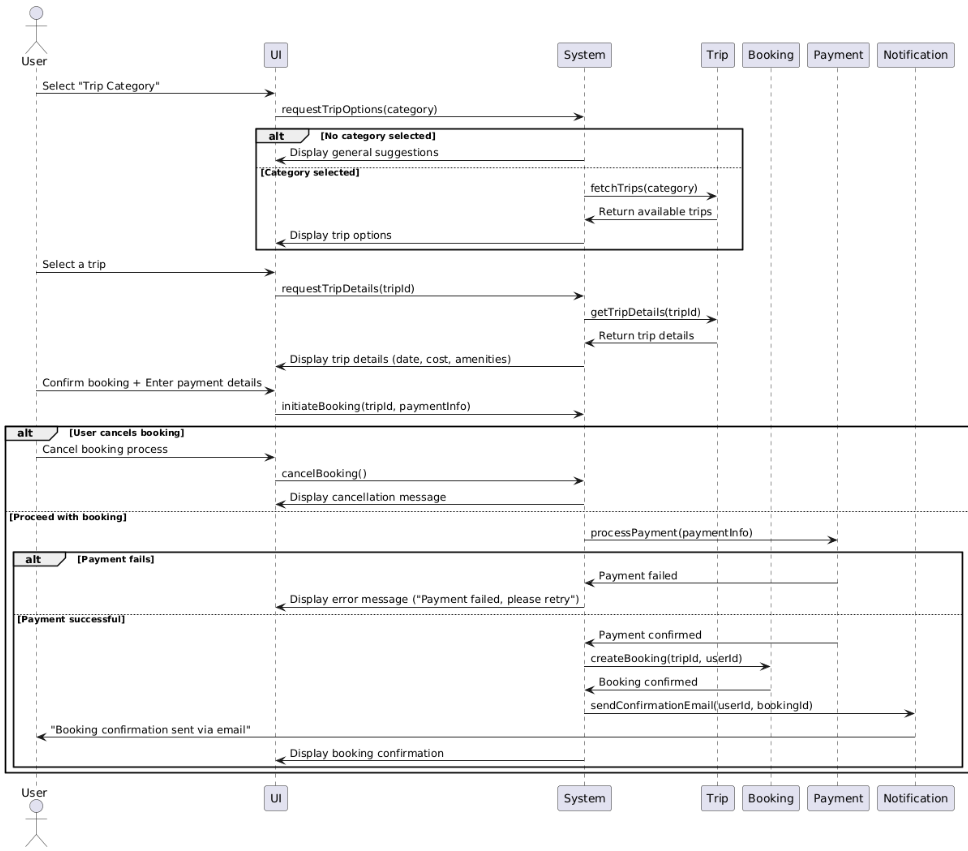 User
UI
System
Trip
Booking
Payment
Notification
Select "Trip Category"
requestTripOptions(category)
alt
[No category selected]
Display general suggestions
[Category selected]
fetchTrips(category)
Return available trips
Display trip options
Select a trip
requestTripDetails(tripId)
getTripDetails(tripId)
Return trip details
Display trip details (date, cost, amenities)
Confirm booking + Enter payment details
initiateBooking(tripId, paymentInfo)
alt
[User cancels booking]
Cancel booking process
cancelBooking()
Display cancellation message
[Proceed with booking]
processPayment(paymentInfo)
alt
[Payment fails]
Payment failed
Display error message ("Payment failed, please retry")
[Payment successful]
Payment confirmed
createBooking(tripId, userId)
Booking confirmed
sendConfirmationEmail(userId, bookingId)
"Booking confirmation sent via email"
Display booking confirmation
User
UI
System
Trip
Booking
Payment
Notification